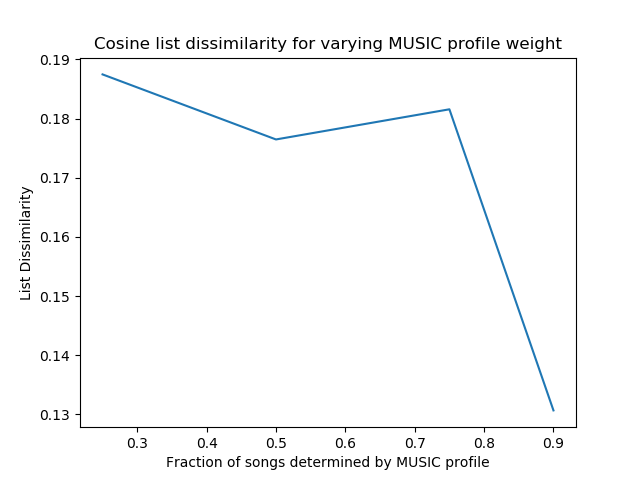 Cosine list dissimilarity for varying MUSIC profile weight
0.19
0.18
0.17
0.16
0.15
0.14
0.13
List Dissimilarity
0.3 0.4 0.5 0.6 0.7 0.8 0.9
Fraction of songs determined by MUSIC profile